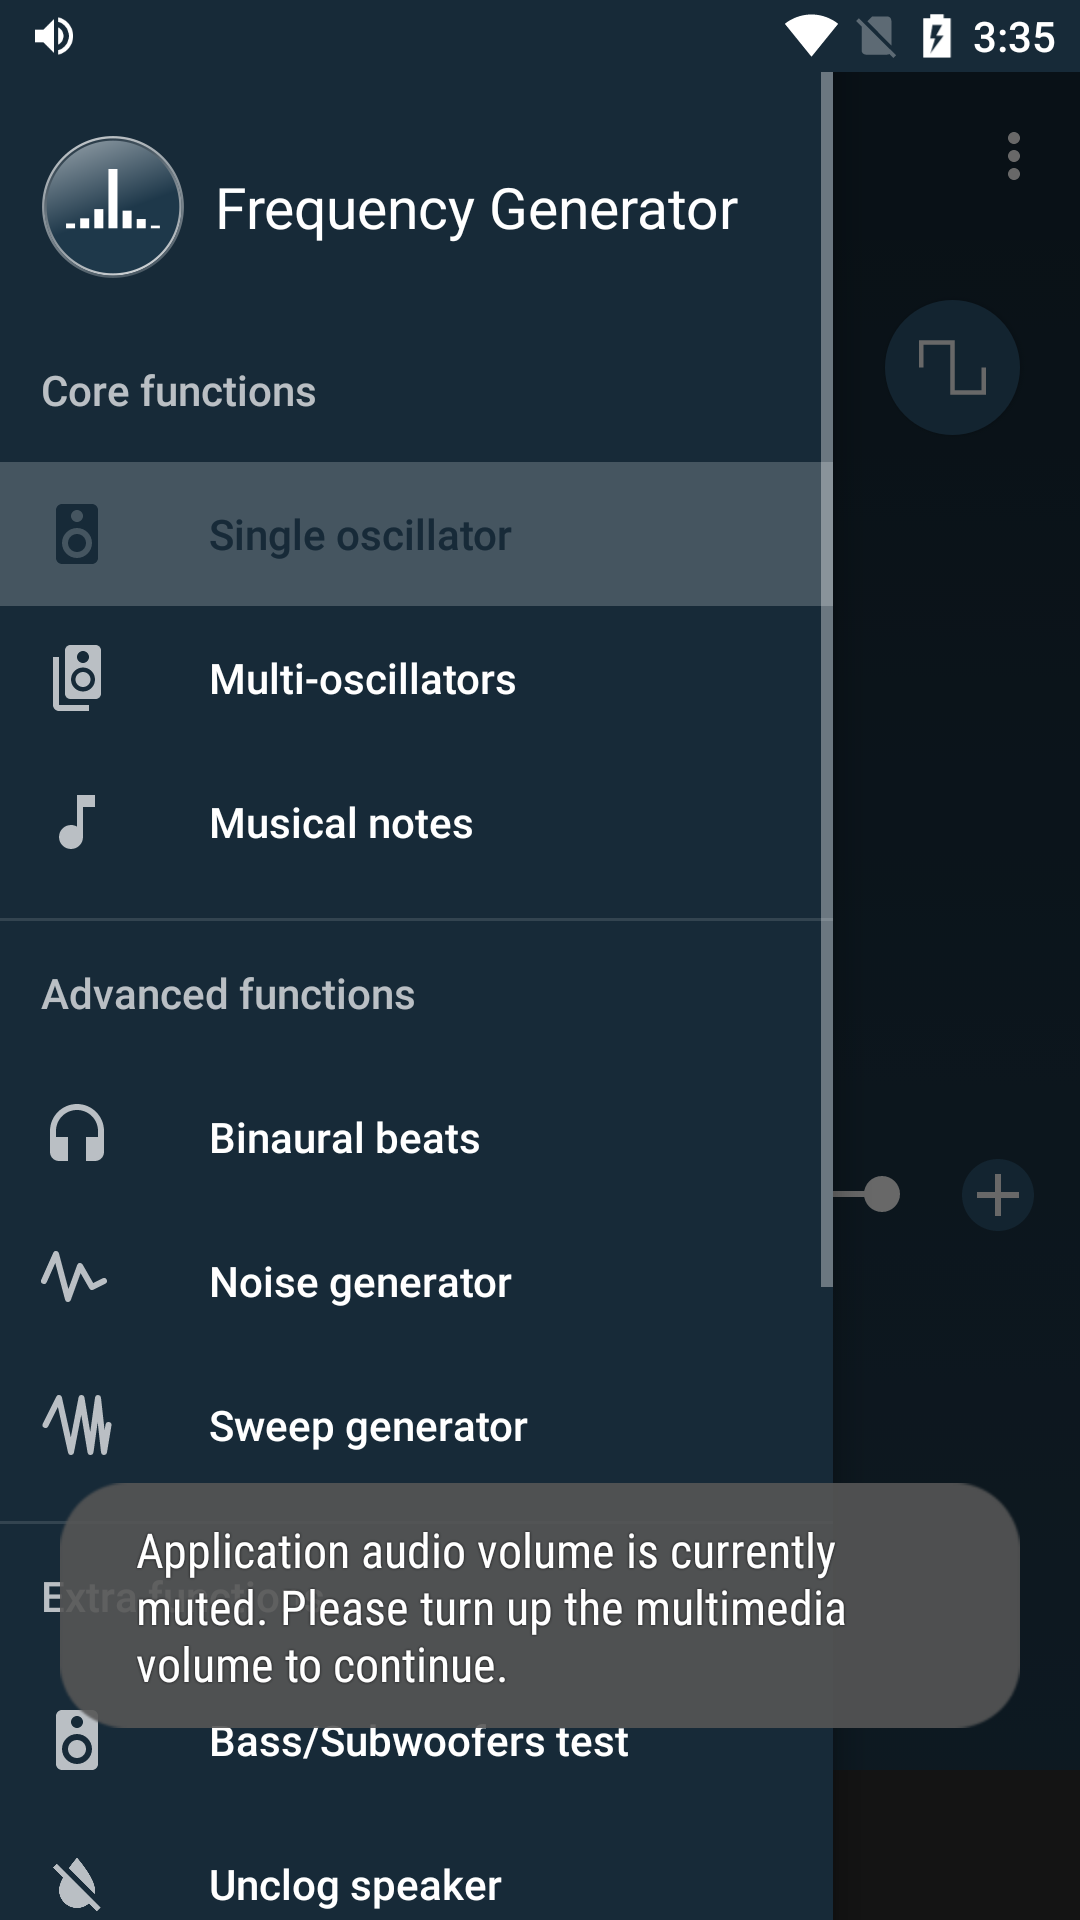 3:35
Frequency Generator
Core functions
Single oscillator
Multi-oscillators
Musical notes
Advanced functions
Binaural beats
Noise generator
Sweep generator
Extra functions
Application audio volume is currently
muted. Please turn up the multimedia
volume to continue.
Bass/Subwoofers test
Unclog speaker